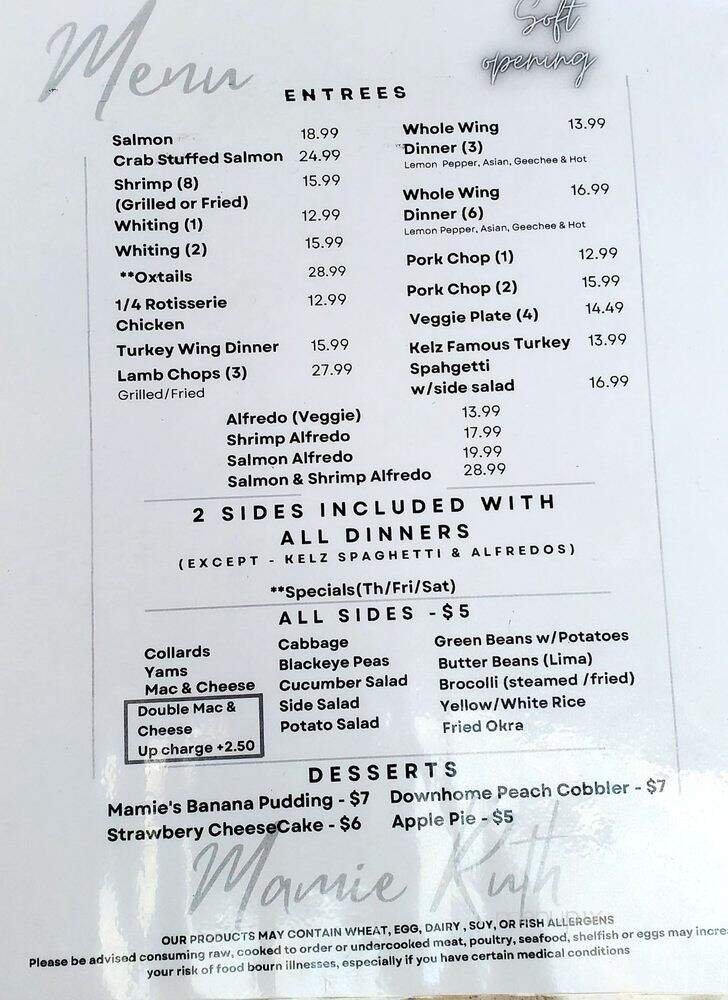 Menu
Soft
opening
ENTREES
Salmon 18.99
Crab Stuffed Salmon 24.99
Shrimp (8) 15.99
(Grilled or Fried)
Whiting (1) 12.99
Whiting (2) 15.99
**Oxtails 28.99
1/4 Rotisserie 12.99
Chicken
Turkey Wing Dinner 15.99
Lamb Chops (3) 27.99
Grilled/Fried
Whole Wing 13.99
Dinner (3)
Lemon Pepper, Asian, Geechee & Hot
Whole Wing 16.99
Dinner (6)
Lemon Pepper, Asian, Geechee & Hot
Pork Chop (1) 12.99
Pork Chop (2) 15.99
Veggie Plate (4) 14.49
Kelz Famous Turkey 13.99
Spahgetti
w/side salad 16.99
Alfredo (Veggie) 13.99
Shrimp Alfredo 17.99
Salmon Alfredo 19.99
Salmon & Shrimp Alfredo 28.99
2 SIDES INCLUDED WITH
ALL DINNERS
(EXCEPT - KELZ SPAGHETTI & ALFREDOS)
**Specials(Th/Fri/Sat)
ALL SIDES -$5
Collards
Yams
Mac & Cheese
Double Mac &
Cheese
Up charge +2.50
Cabbage
Blackeye Peas
Cucumber Salad
Side Salad
Potato Salad
Green Beans w/Potatoes
Butter Beans (Lima)
Brocolli (steamed /fried)
Yellow/White Rice
Fried Okra
DESSERTS
Mamie's Banana Pudding - $7 Downhome Peach Cobbler - $7
Strawbery CheeseCake - $6 Apple Pie - $5
Mamie Ruth
OUR PRODUCTS MAY CONTAIN WHEAT, EGG, DAIRY , SUY, OR FISH ALLERGENS
Please be advised consuming raw, cooked to order or undercooked meat, poultry, seafood, shelfish or eggs may incre
your risk of food bourn illnesses, especially if you have certain medical conditions